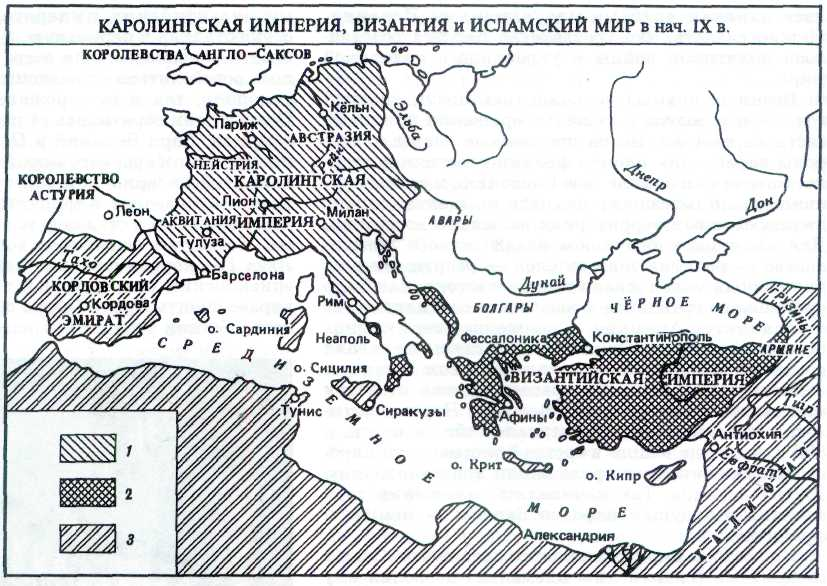 КАРОЛИНГСКАЯ ИМПЕРИЯ, ВИЗАНТИЯ и ИСЛАМСКИЙ МИР в нач. IX в.
КОРОЛЕВСТВА АНГЛО-САКСОВ
Кёльн
Эльба
Париж
АВСТРАЗИЯ
НЕЙСТРИЯ
Рейн
КАРОЛИНГСКАЯ
ИМПЕРИЯ
Днепр
Дон
КОРОЛЕВСТВО
АСТУРИЯ
Леон
Лион
Милан
АКВИТАНИЯ
Тулуза
АВАРЫ
Тахо
Барселона
Дунай
КОРДОВСКИЙ
Кордова
ЭМИРАТ
Рим
БОЛГАРЫ
ЧЁРНОЕ МОРЕ
ГРУЗИНЫ
о. Сардиния
Неаполь
Фессалоника
Константинополь
АРМЯНЕ
СРЕДИЗЕМНОЕ
МОРЕ
о. Сицилия
ВИЗАНТИЙСКАЯ ИМПЕРИЯ
Тунис
Сиракузы
Афины
Тигр
Антиохия
Евфрат
о. Крит
о. Кипр
ХАЛИФАТ
Александрия
1
2
3